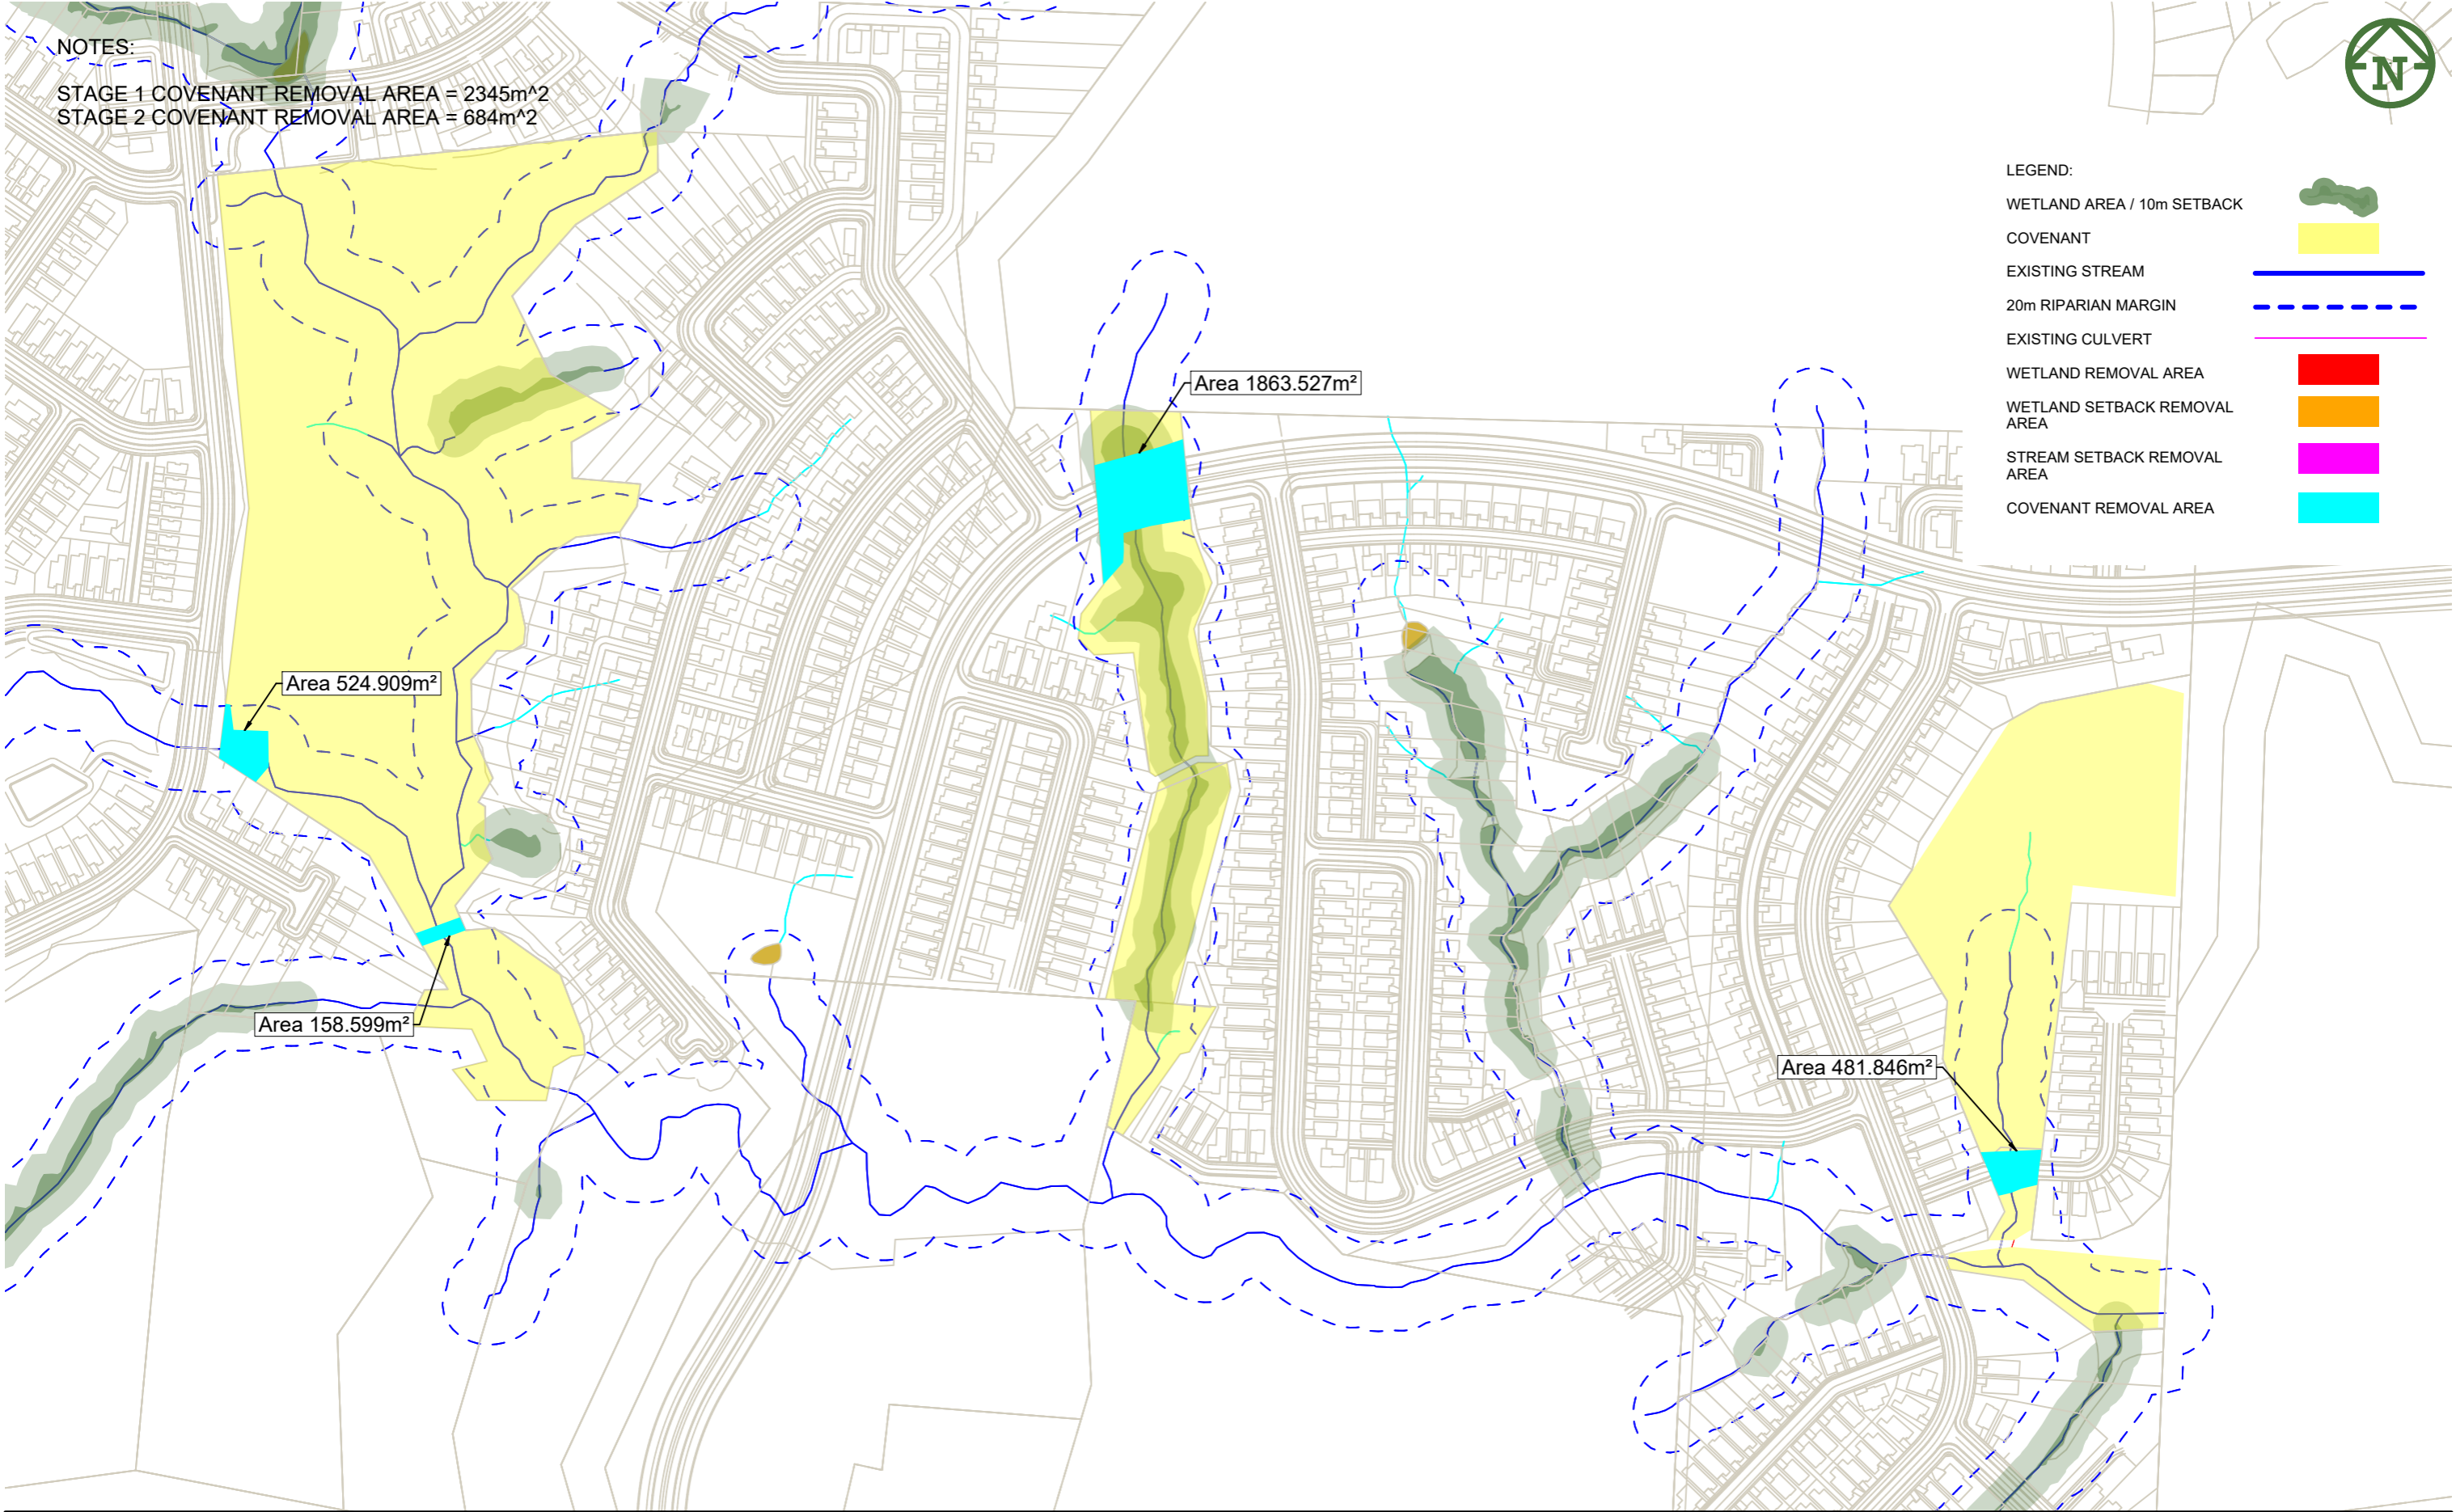 NOTES:
STAGE 1 COVENANT REMOVAL AREA = 2345m^2
STAGE 2 COVENANT REMOVAL AREA = 684m^2
N
LEGEND:
WETLAND AREA / 10m SETBACK
COVENANT
EXISTING STREAM
20m RIPARIAN MARGIN
EXISTING CULVERT
WETLAND REMOVAL AREA
WETLAND SETBACK REMOVAL
AREA
STREAM SETBACK REMOVAL
AREA
COVENANT REMOVAL AREA
Area 1863.527m²
Area 524.909m²
Area 158.599m²
Area 481.846m²